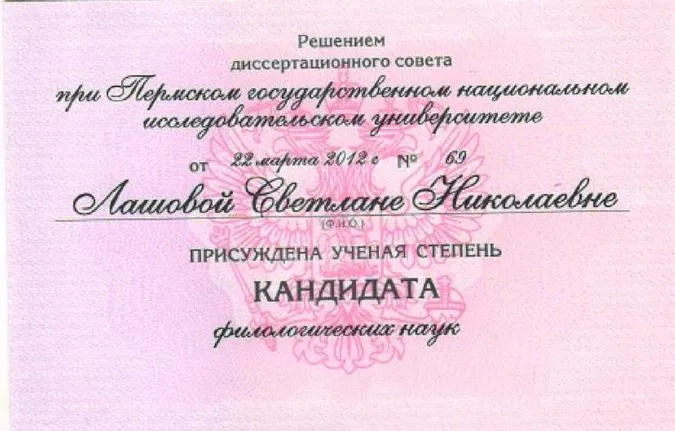 Решением
диссертационного совета
при Пермском государственном национальном
исследовательском университете
от 22 марта 2012 г № 69
Лашовой Светлане Николаевне
(Ф.И.О.)
ПРИСУЖДЕНА УЧЕНАЯ СТЕПЕНЬ
КАНДИДАТА
филологических наук